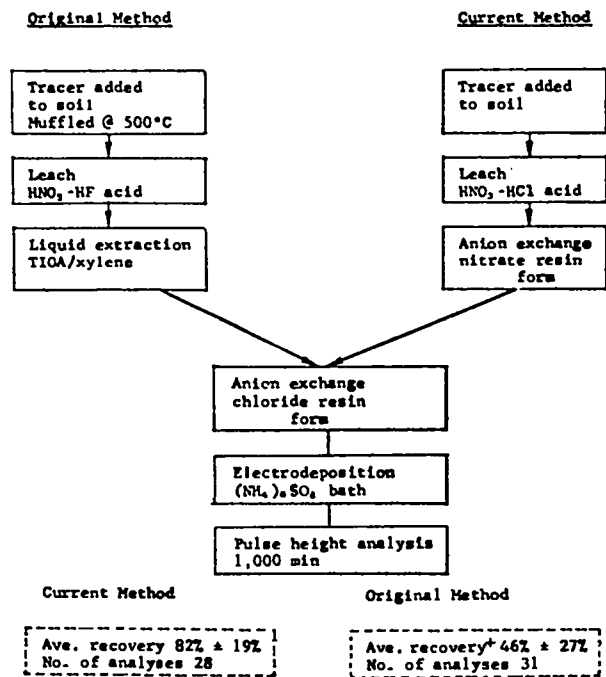 Original Method
Current Method
Tracer added
to soil
Muffled @ 500°C
Tracer added
to soil
Leach
HNO₃-HF acid
Leach
HNO₃-HCl acid
Liquid extraction
TIOA/xylene
Anion exchange
nitrate resin
form
Anion exchange
chloride resin
form
Electrodeposition
(NH₄)₂SO₄ bath
Pulse height analysis
1,000 min
Current Method
Original Method
Ave. recovery 82% ± 19%
No. of analyses 28
Ave. recovery⁺ 46% ± 27%
No. of analyses 31